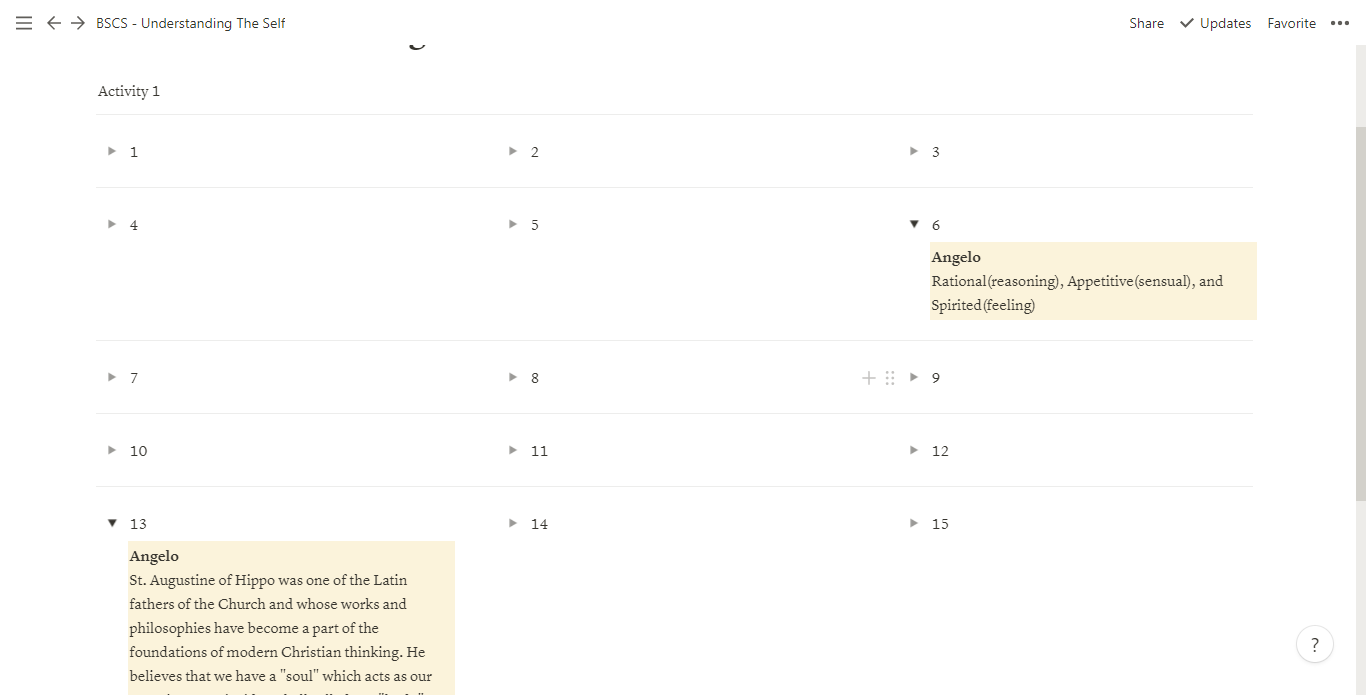 BSCS - Understanding The Self
Share
Updates
Favorite
Activity 1
1
2
3
4
5
6
Angelo
Rational(reasoning), Appetitive(sensual), and
Spirited(feeling)
7
8
9
10
11
12
13
14
15
Angelo
St. Augustine of Hippo was one of the Latin
fathers of the Church and whose works and
philosophies have become a part of the
foundations of modern Christian thinking. He
believes that we have a "soul" which acts as our
?